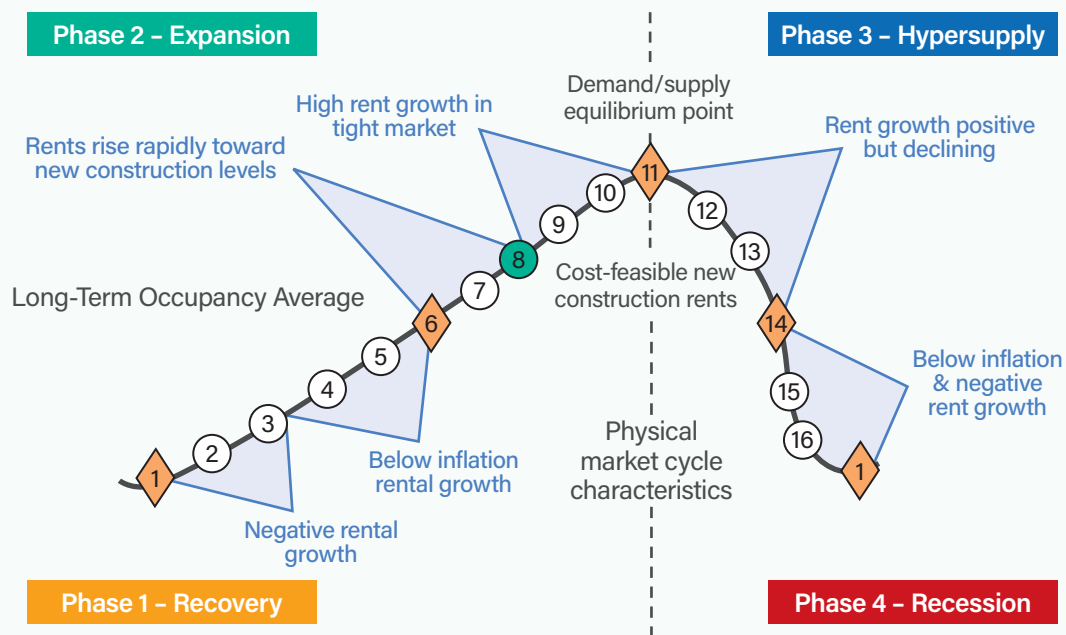 Phase 2 – Expansion
Phase 3 – Hypersupply
Demand/supply
equilibrium point
High rent growth in
tight market
Rent growth positive
but declining
Rents rise rapidly toward
new construction levels
11
10
12
9
13
8
Cost-feasible new
construction rents
7
Long-Term Occupancy Average
6
14
5
Below inflation
& negative
rent growth
4
15
3
Physical
market cycle
characteristics
16
2
Below inflation
rental growth
1
1
Negative rental
growth
Phase 1 – Recovery
Phase 4 – Recession